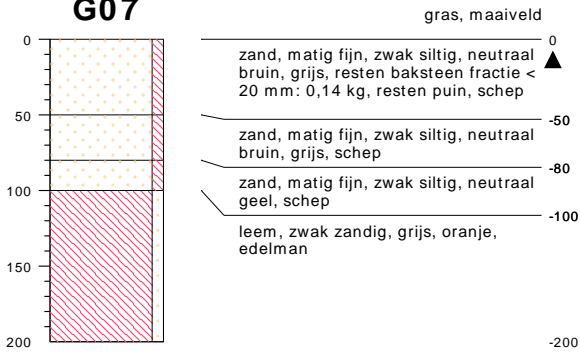 G07
gras, maaiveld
0
0
zand, matig fijn, zwak siltig, neutraal
bruin, grijs, resten baksteen fractie <
20 mm: 0,14 kg, resten puin, schep
50
-50
zand, matig fijn, zwak siltig, neutraal
bruin, grijs, schep
-80
zand, matig fijn, zwak siltig, neutraal
geel, schep
100
-100
leem, zwak zandig, grijs, oranje,
edelman
150
200
-200